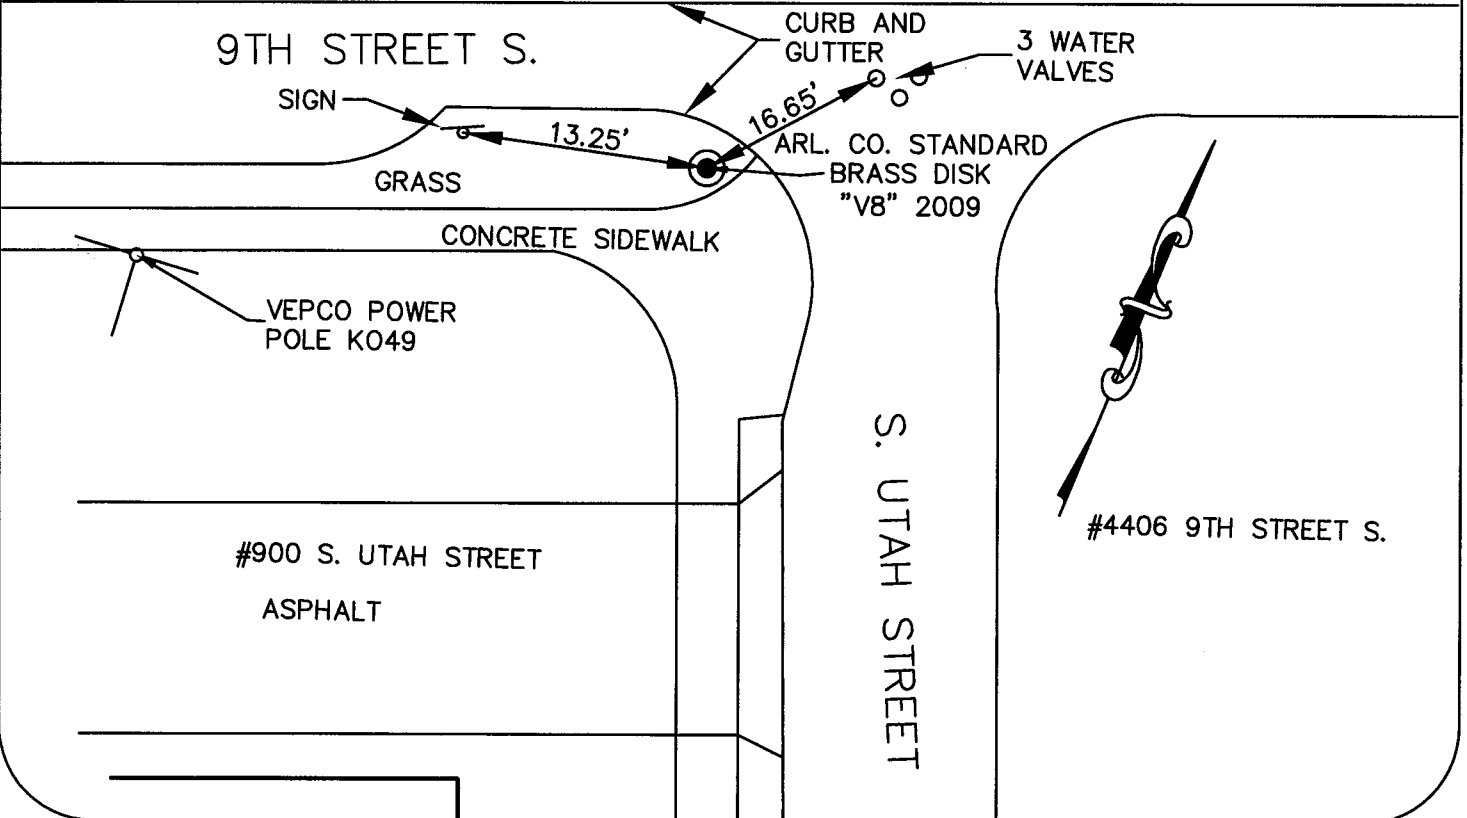 9TH STREET S.
CURB AND
GUTTER
3 WATER
VALVES
SIGN
13.25'
16.65'
ARL. CO. STANDARD
BRASS DISK
"V8" 2009
GRASS
CONCRETE SIDEWALK
VEPCO POWER
POLE K049
S. UTAH STREET
#4406 9TH STREET S.
#900 S. UTAH STREET
ASPHALT